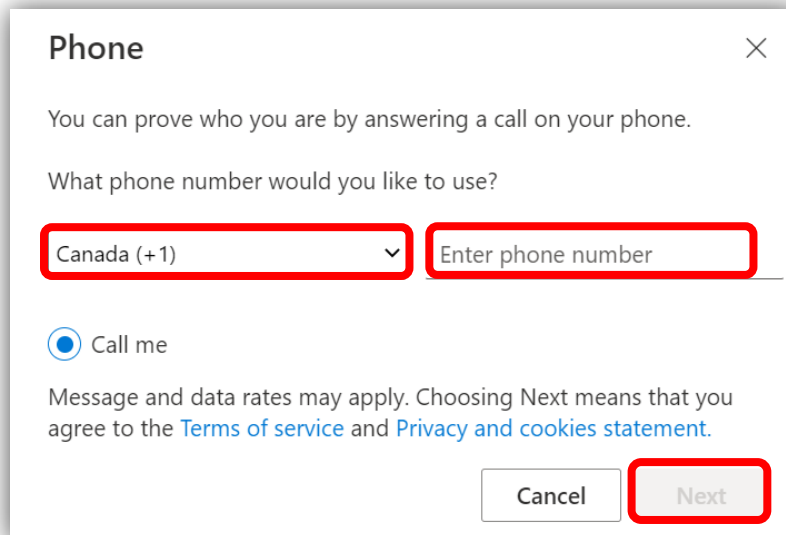 Phone
You can prove who you are by answering a call on your phone.
What phone number would you like to use?
Canada (+1)
Enter phone number
Call me
Message and data rates may apply. Choosing Next means that you
agree to the Terms of service and Privacy and cookies statement.
Cancel
Next